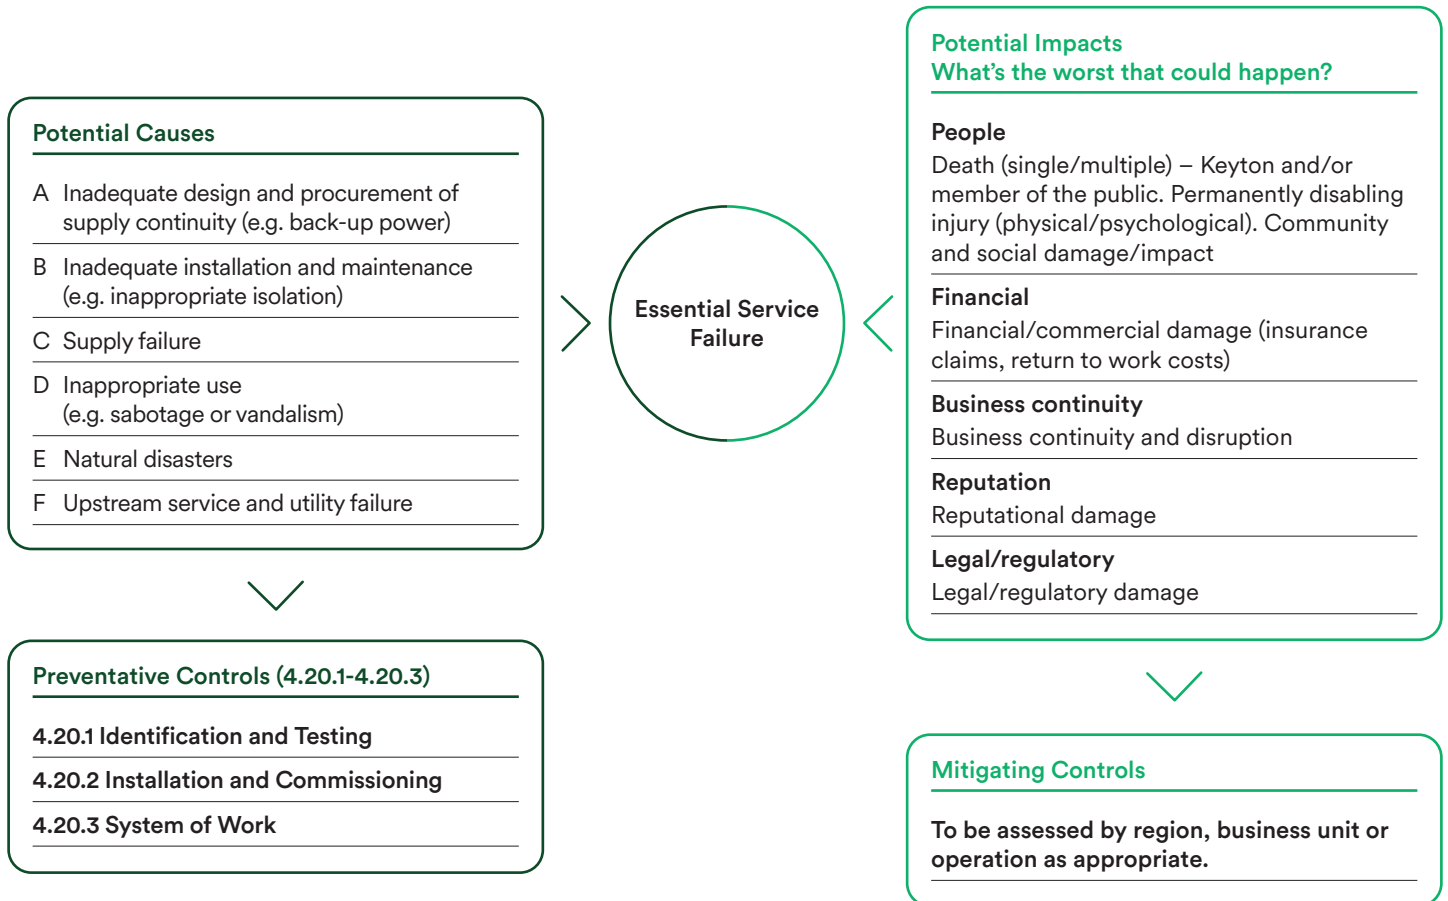 Potential Causes
A Inadequate design and procurement of
supply continuity (e.g. back-up power)
B Inadequate installation and maintenance
(e.g. inappropriate isolation)
C Supply failure
D Inappropriate use
(e.g. sabotage or vandalism)
E Natural disasters
F Upstream service and utility failure
Preventative Controls (4.20.1-4.20.3)
4.20.1 Identification and Testing
4.20.2 Installation and Commissioning
4.20.3 System of Work
Essential Service
Failure
Potential Impacts
What’s the worst that could happen?
People
Death (single/multiple) – Keyton and/or
member of the public. Permanently disabling
injury (physical/psychological). Community
and social damage/impact
Financial
Financial/commercial damage (insurance
claims, return to work costs)
Business continuity
Business continuity and disruption
Reputation
Reputational damage
Legal/regulatory
Legal/regulatory damage
Mitigating Controls
To be assessed by region, business unit or
operation as appropriate.